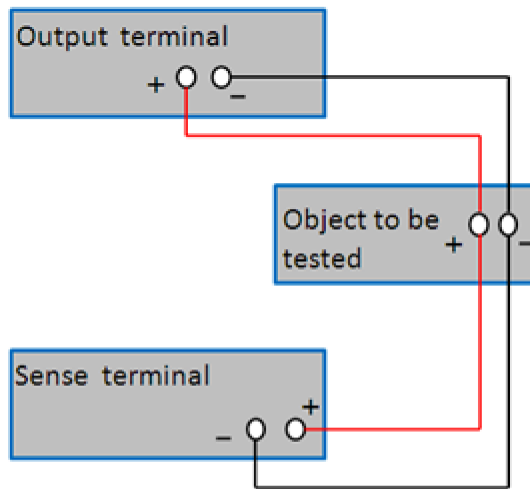 Output terminal
+ −
Object to be
tested
+ −
Sense terminal
− +